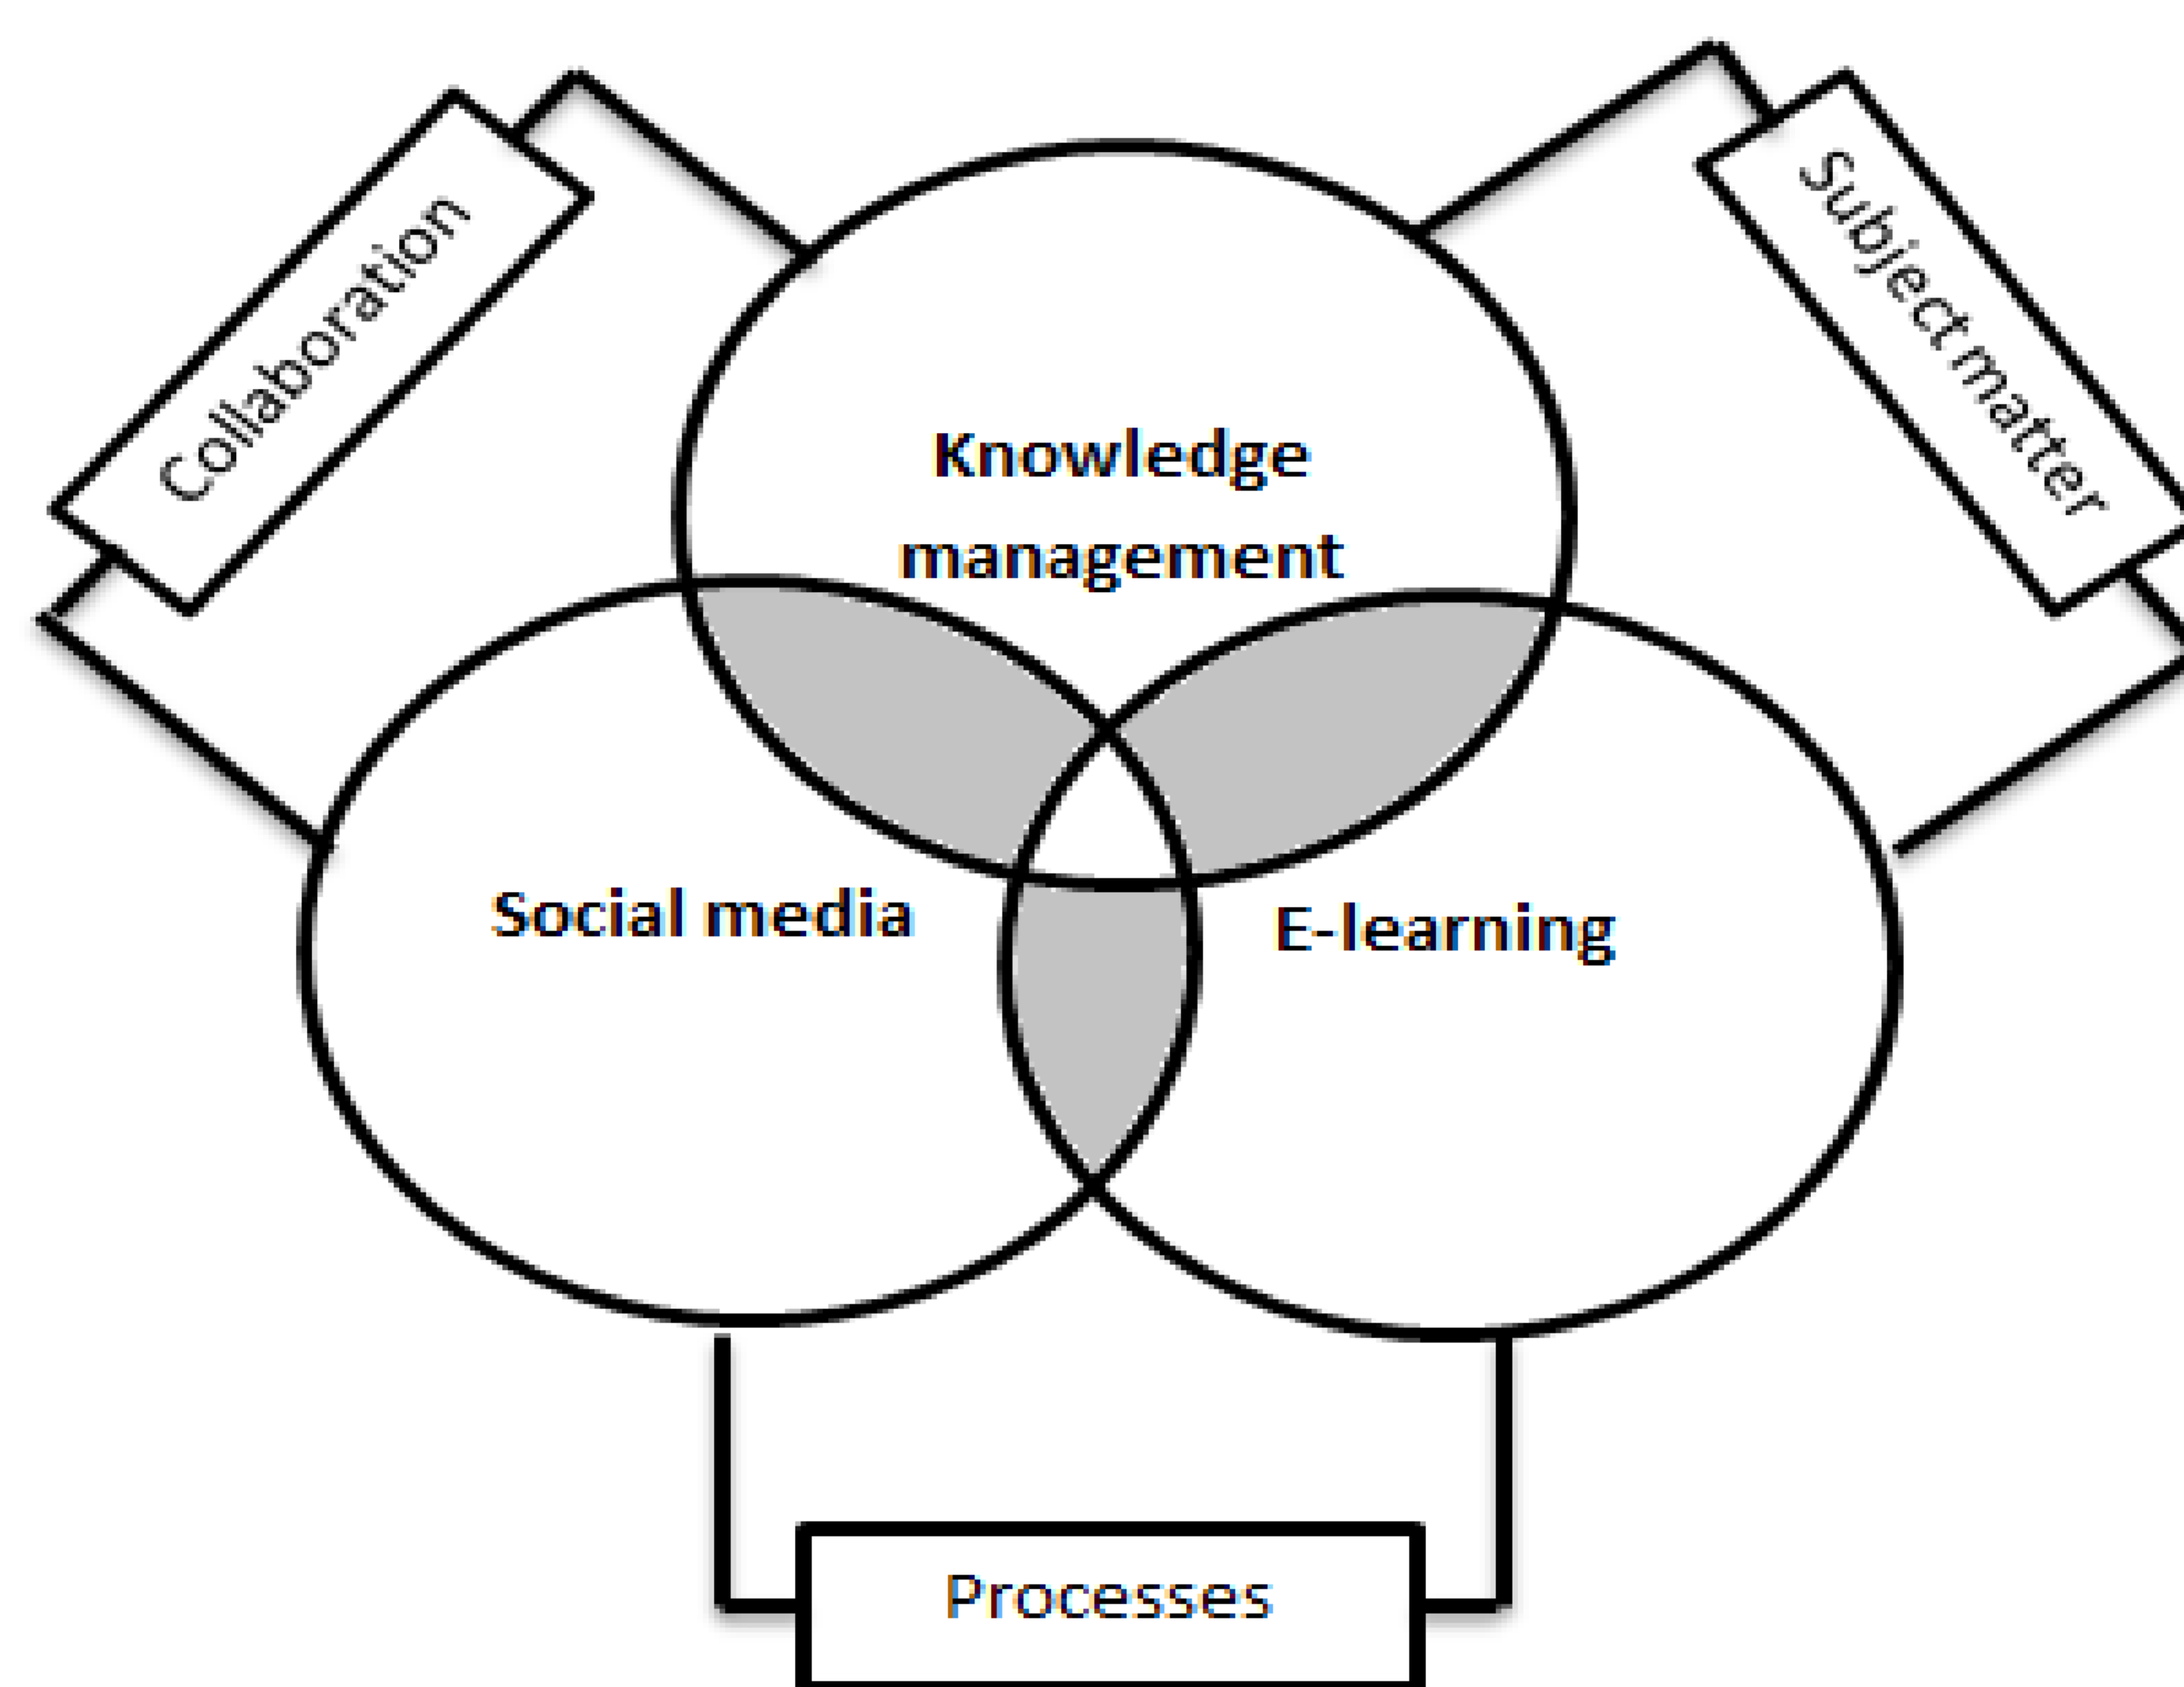 Collaboration
Subject matter
Knowledge
management
Social media
E-learning
Processes